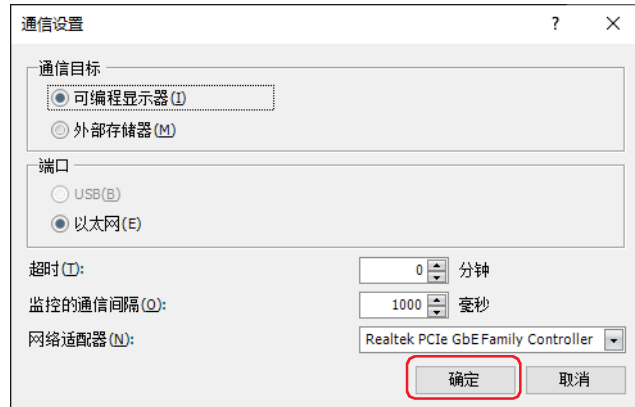 通信设置 ?
通信目标
可编程显示器(I)
外部存储器(M)
端口
USB(B)
以太网(E)
超时(T): 0 分钟
监控的通信间隔(O): 1000 毫秒
网络适配器(N): Realtek PCIe GbE Family Controller
确定 取消